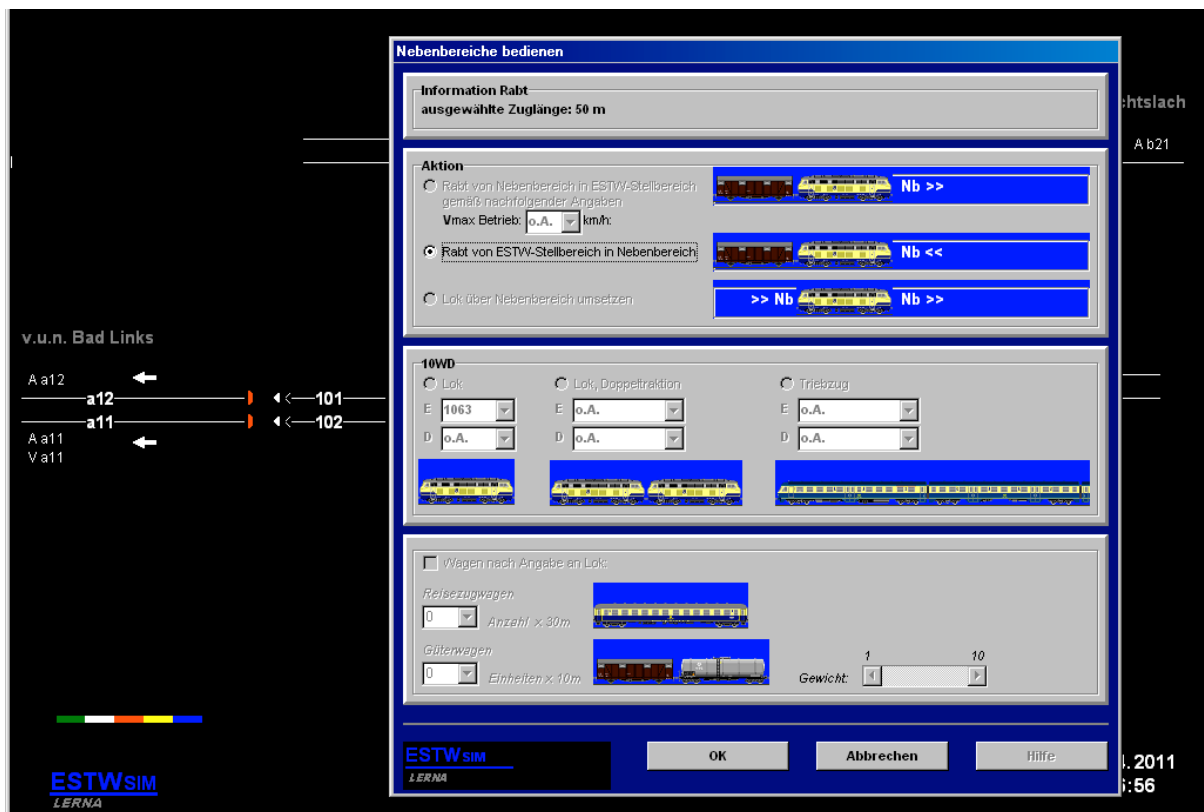 Nebenbereiche bedienen
Information Rabt
ausgewählte Zuglänge: 50 m
chtslach
A b21
Aktion
Rabt von Nebenbereich in ESTW-Stellbereich
gemäß nachfolgender Angaben
Vmax Betrieb: o.A. km/h:
Nb >>
Rabt von ESTW-Stellbereich in Nebenbereich
Nb <<
Lok über Nebenbereich umsetzen
>> Nb Nb >>
v.u.n. Bad Links
A a12
a12 101
a11 102
A a11
V a11
10WD
Lok Lok, Doppeltraktion Triebzug
E 1063 E o.A. E o.A.
D o.A. D o.A. D o.A.
Wagen nach Angabe an Lok:
Reisezugwagen
0 Anzahl x 30m
Güterwagen
0 Einheiten x 10m
1 10
Gewicht:
ESTWSIM
LERNA
OK Abbrechen Hilfe
.2011
:56
ESTWSIM
LERNA